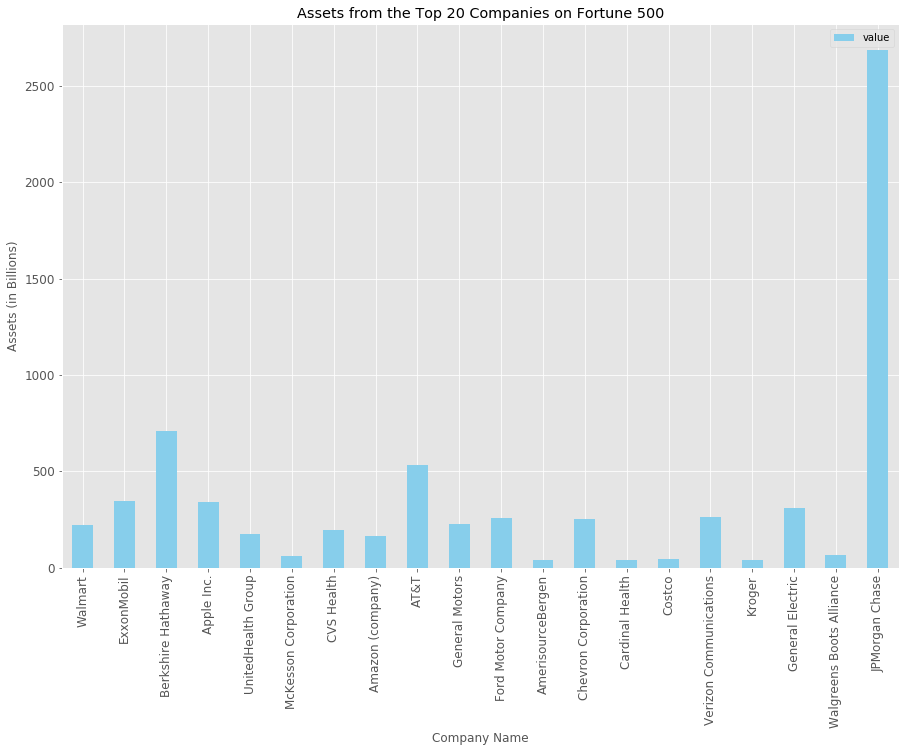 Assets from the Top 20 Companies on Fortune 500
value
Assets (in Billions)
2500
2000
1500
1000
500
0
Walmart
ExxonMobil
Berkshire Hathaway
Apple Inc.
UnitedHealth Group
McKesson Corporation
CVS Health
Amazon (company)
AT&T
General Motors
Ford Motor Company
AmerisourceBergen
Chevron Corporation
Cardinal Health
Costco
Verizon Communications
Kroger
General Electric
Walgreens Boots Alliance
JPMorgan Chase
Company Name